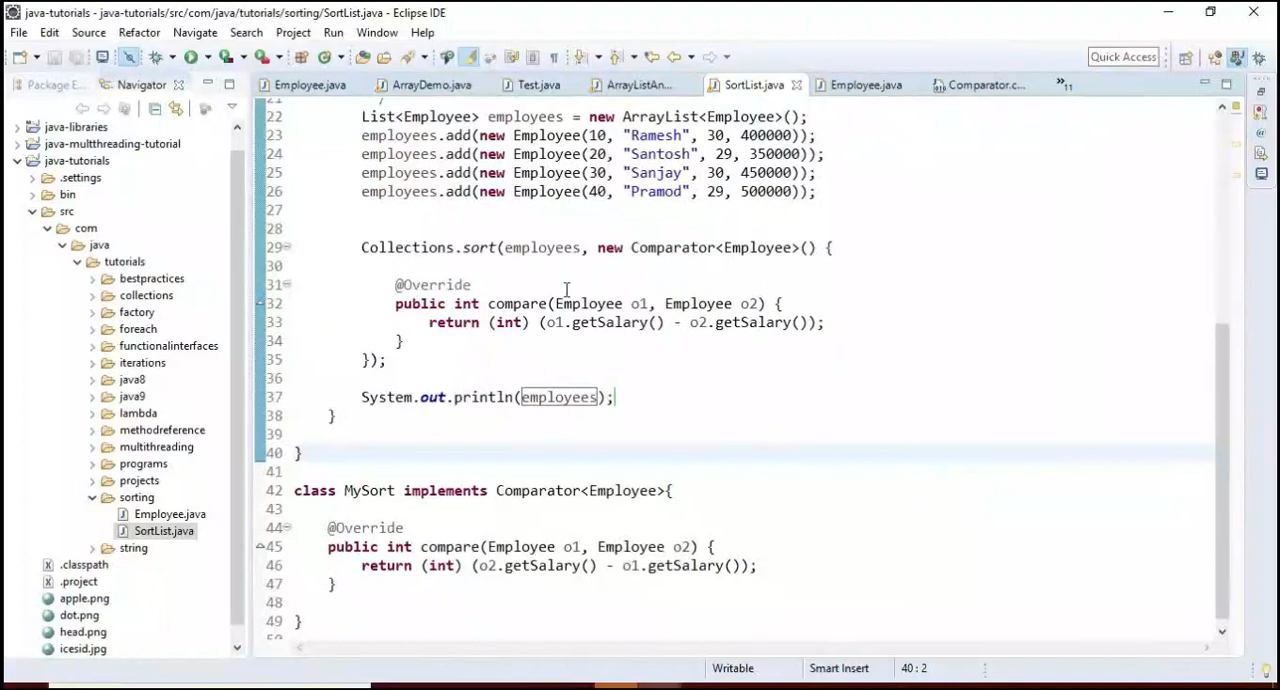 java-tutorials - java-tutorials/src/com/java/tutorials/sorting/SortList.java - Eclipse IDE
File Edit Source Refactor Navigate Search Project Run Window Help
Quick Access
Package E... Navigator
Employee.java ArrayDemo.java Test.java ArrayListAn... SortList.java Employee.java Comparator.c... »11
java-libraries
java-multthreading-tutorial
java-tutorials
.settings
bin
src
com
java
tutorials
bestpractices
collections
factory
foreach
functionalinterfaces
iterations
java8
java9
lambda
methodreference
multithreading
programs
projects
sorting
Employee.java
SortList.java
string
.classpath
.project
apple.png
dot.png
head.png
icesid.jpg
21 /
22 List<Employee> employees = new ArrayList<Employee>();
23 employees.add(new Employee(10, "Ramesh", 30, 400000));
24 employees.add(new Employee(20, "Santosh", 29, 350000));
25 employees.add(new Employee(30, "Sanjay", 30, 450000));
26 employees.add(new Employee(40, "Pramod", 29, 500000));
27
28
29 Collections.sort(employees, new Comparator<Employee>() {
30
31 @Override
32 public int compare(Employee o1, Employee o2) {
33 return (int) (o1.getSalary() - o2.getSalary());
34 }
35 });
36
37 System.out.println(employees);
38 }
39
40 }
41
42 class MySort implements Comparator<Employee>{
43
44 @Override
45 public int compare(Employee o1, Employee o2) {
46 return (int) (o2.getSalary() - o1.getSalary());
47 }
48
49 }
50
Writable Smart Insert 40 : 2